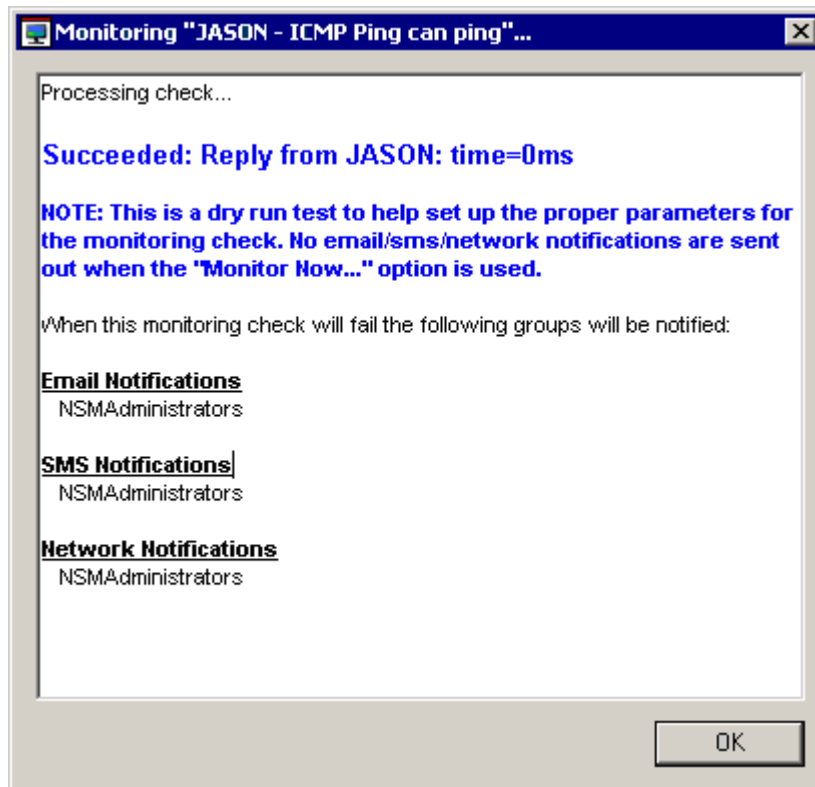 Monitoring "JASON - ICMP Ping can ping"...
Processing check...
Succeeded: Reply from JASON: time=0ms
NOTE: This is a dry run test to help set up the proper parameters for
the monitoring check. No email/sms/network notifications are sent
out when the "Monitor Now..." option is used.
When this monitoring check will fail the following groups will be notified:
Email Notifications
NSMAdministrators
SMS Notifications
NSMAdministrators
Network Notifications
NSMAdministrators
OK